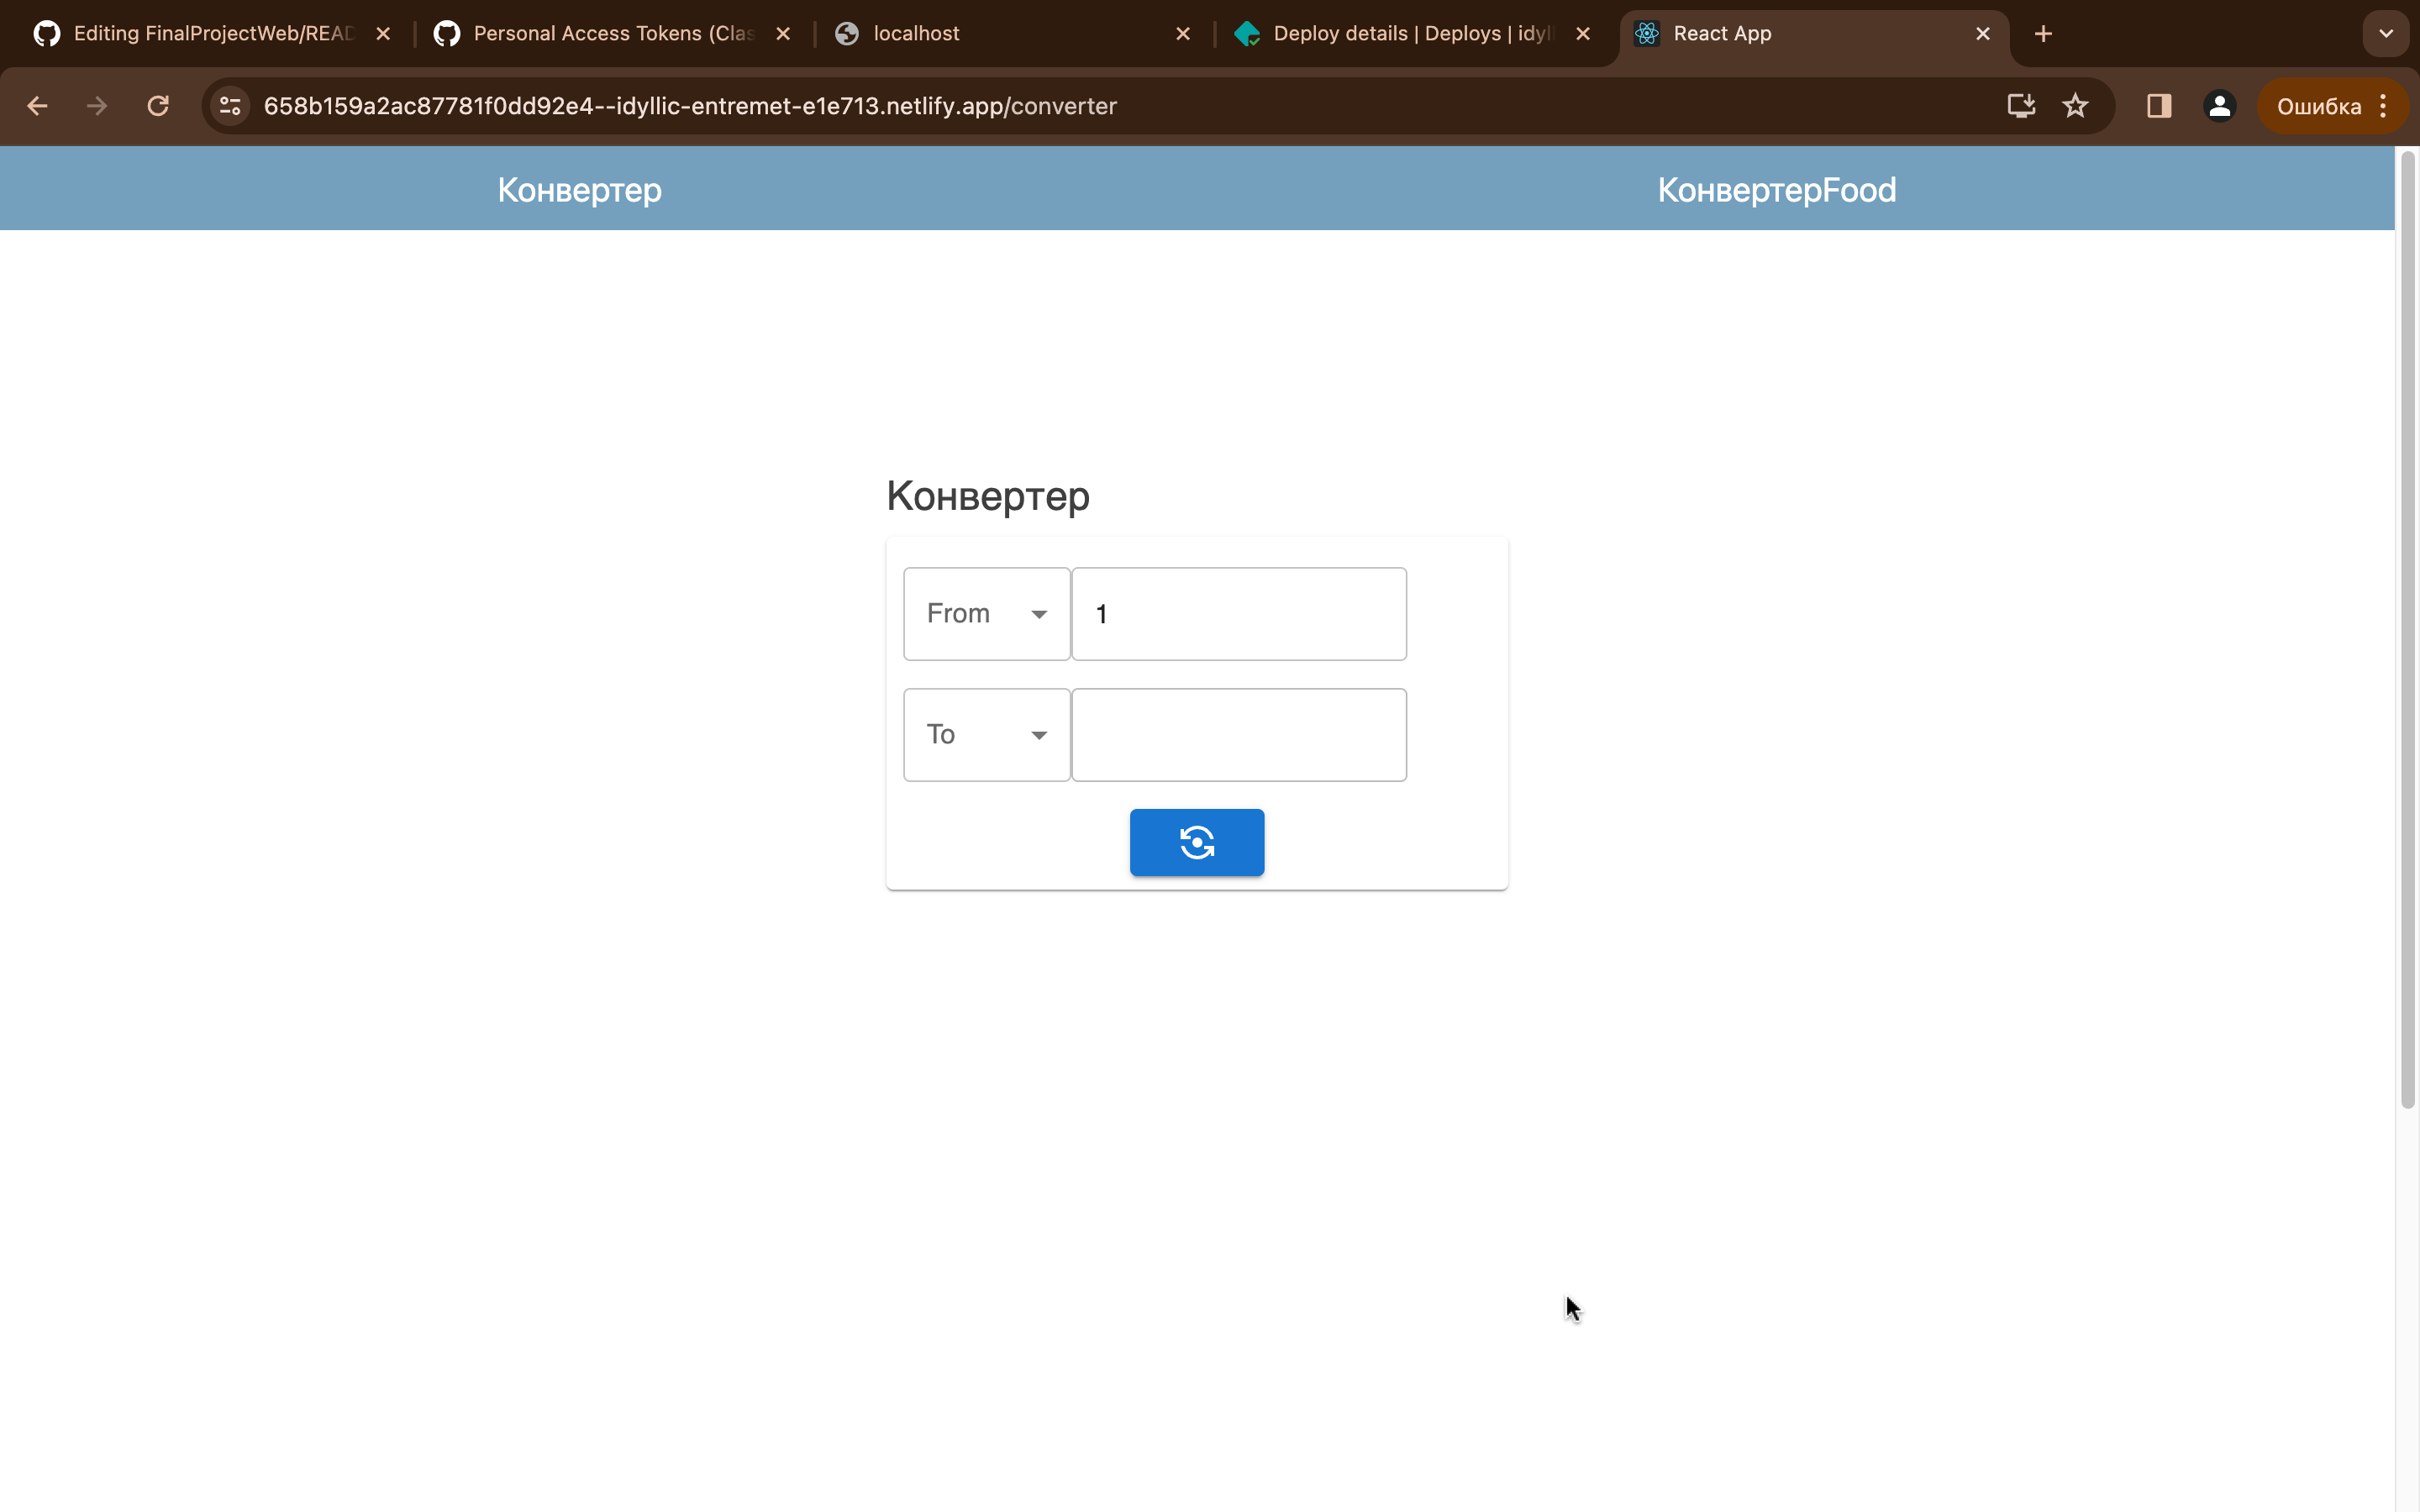 Editing FinalProjectWeb/READ
Personal Access Tokens (Clas
localhost
Deploy details | Deploys | idyll
React App
658b159a2ac87781f0dd92e4--idyllic-entremet-e1e713.netlify.app/converter
Ошибка
Конвертер
КонвертерFood
Конвертер
From
1
To